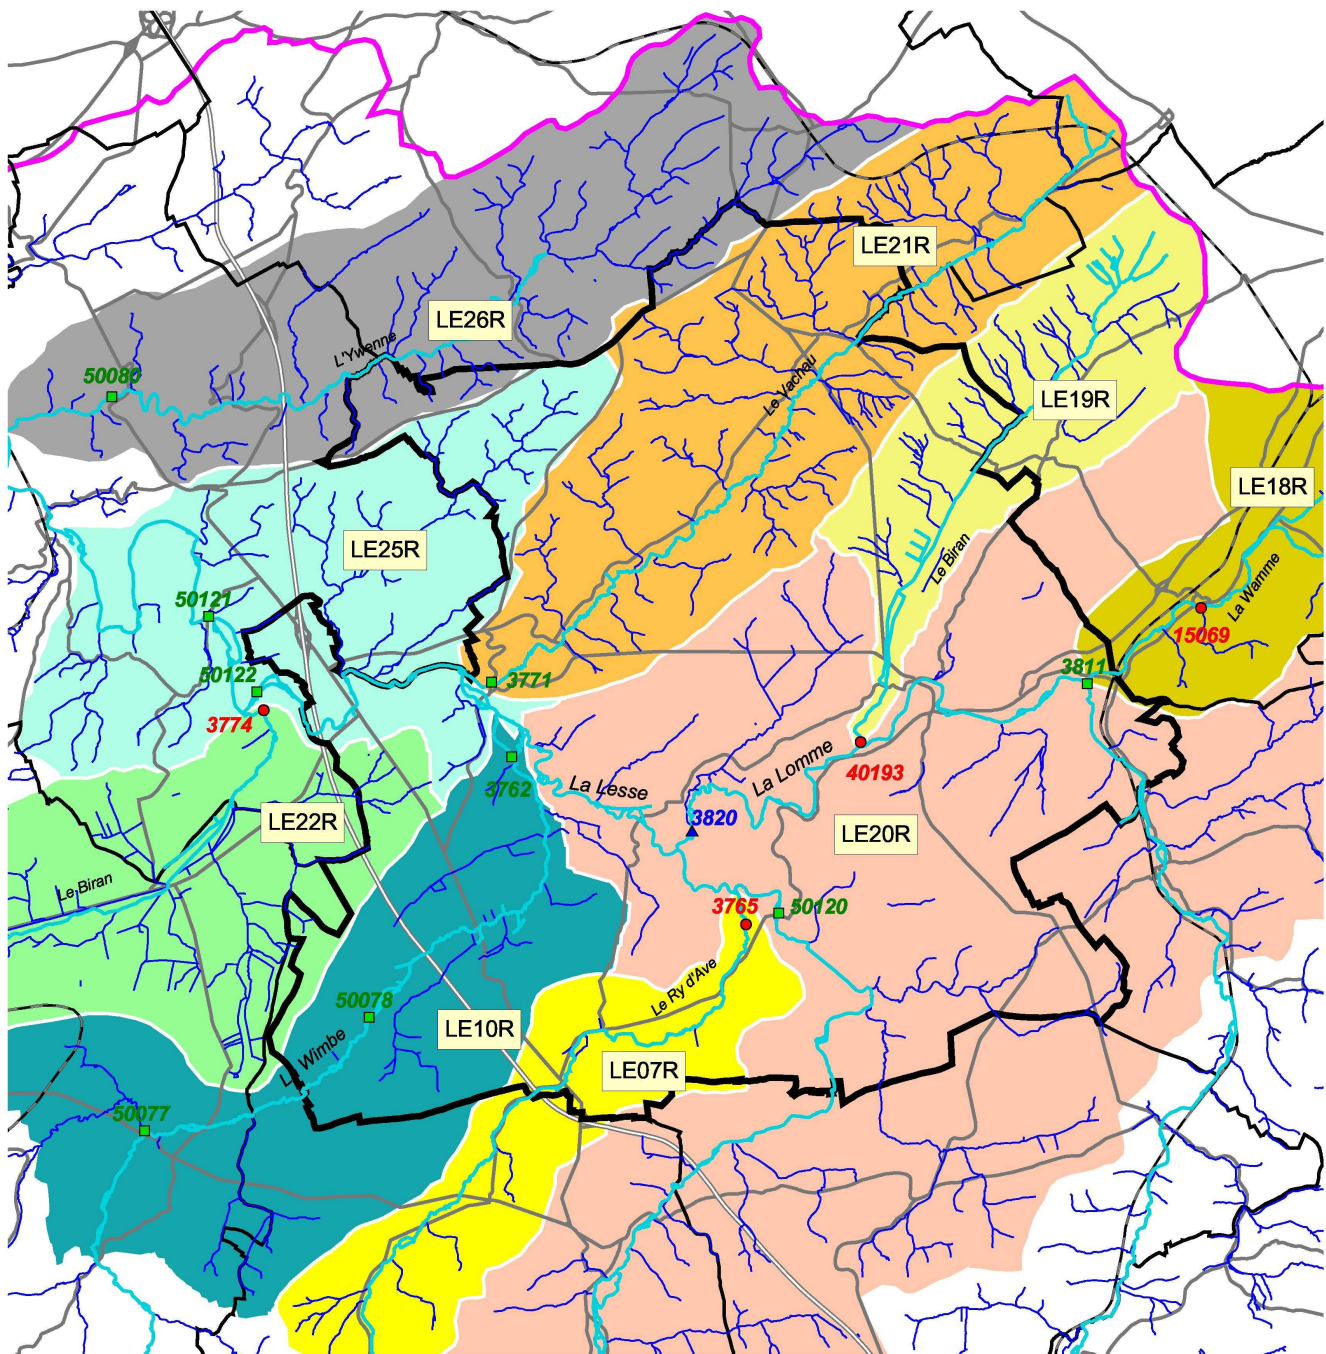 LE21R
LE26R
L'Ywenne
50080
Le Vachau
LE19R
LE18R
LE25R
Le Biran
50121
La Wamme
15069
50122
3771
3811
3774
40193
La Lomme
3762
La Lesse
3820
LE22R
LE20R
Le Biran
3765
50120
Le Ry d'Ave
50078
LE10R
La Wimbe
LE07R
50077